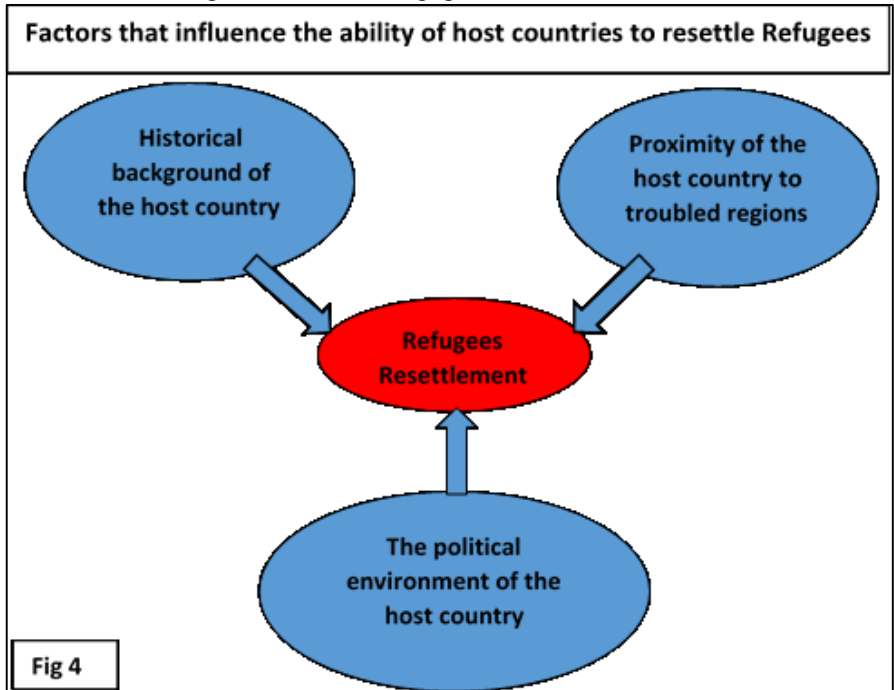 Factors that influence the ability of host countries to resettle Refugees
Historical
background of
the host country
Proximity of the
host country to
troubled regions
Refugees
Resettlement
The political
environment of the
host country
Fig 4